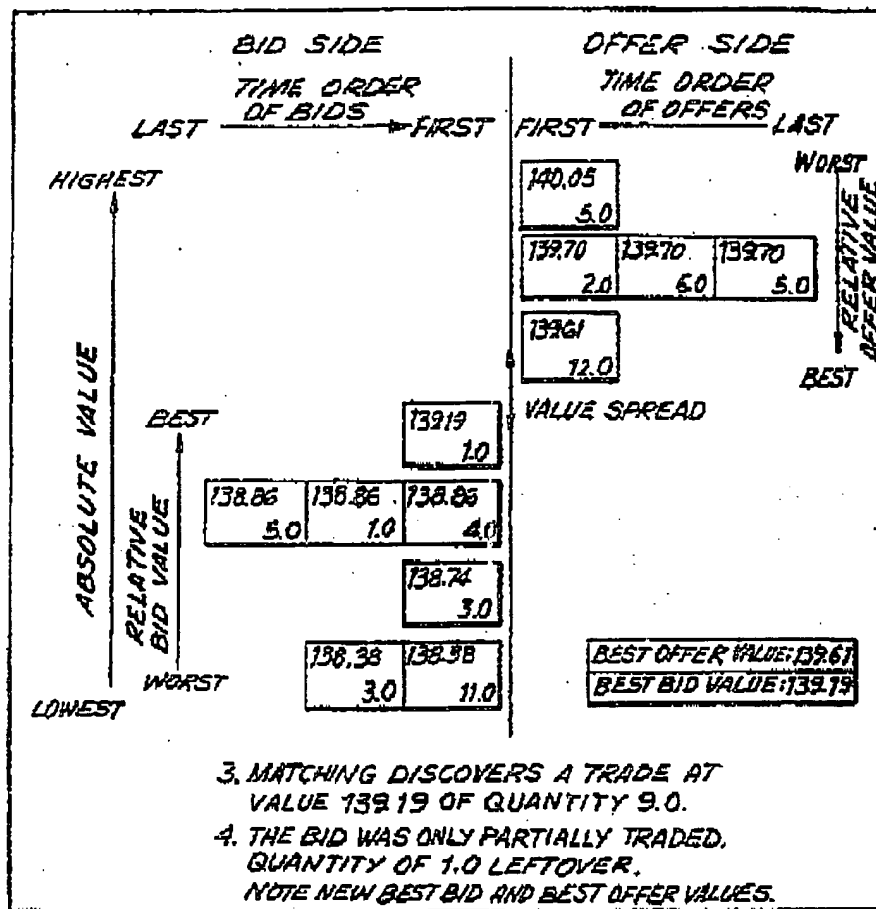 BID SIDE
OFFER SIDE
TIME ORDER
OF BIDS
TIME ORDER
OF OFFERS
LAST
FIRST
FIRST
LAST
HIGHEST
ABSOLUTE VALUE
LOWEST
BEST
RELATIVE
BID VALUE
WORST
WORST
RELATIVE
OFFER VALUE
BEST
140.05
5.0
139.70 139.70 139.70
2.0 6.0 5.0
139.61
12.0
VALUE SPREAD
139.19
1.0
138.86 138.86 138.86
5.0 1.0 4.0
138.74
3.0
138.38 138.38
3.0 11.0
BEST OFFER VALUE: 139.61
BEST BID VALUE: 139.19
3. MATCHING DISCOVERS A TRADE AT
VALUE 139.19 OF QUANTITY 9.0.
4. THE BID WAS ONLY PARTIALLY TRADED.
QUANTITY OF 1.0 LEFTOVER.
NOTE NEW BEST BID AND BEST OFFER VALUES.